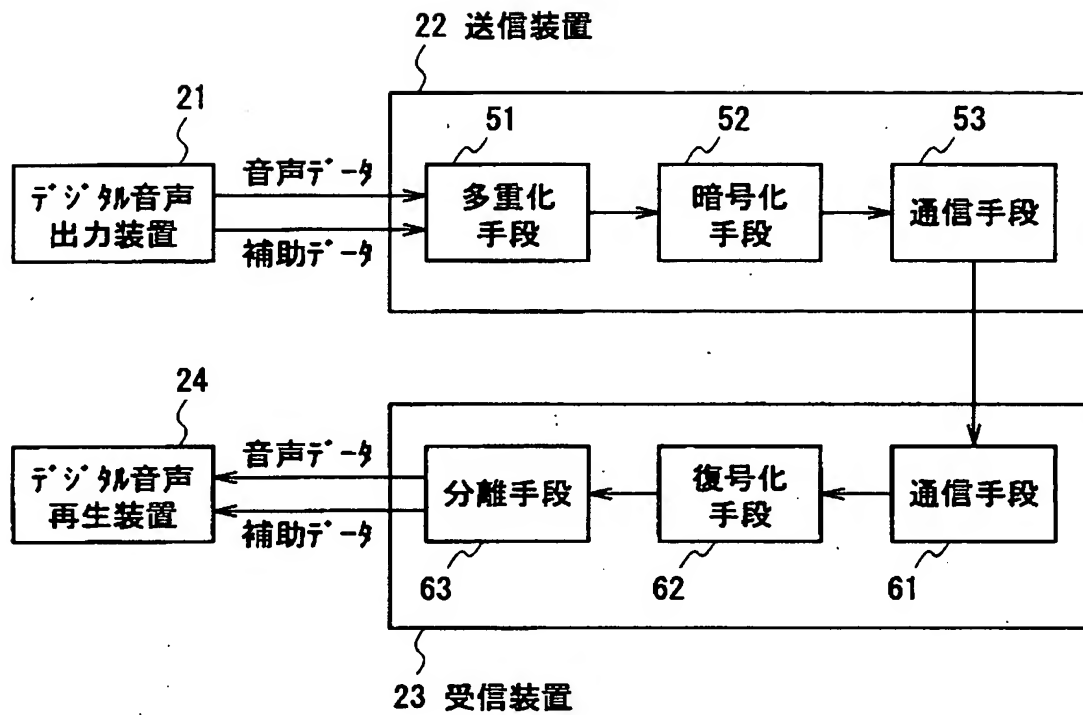 22 送信装置
21
51
52
53
デジタル音声
出力装置
音声データ
補助データ
多重化
手段
暗号化
手段
通信手段
24
デジタル音声
再生装置
音声データ
補助データ
分離手段
復号化
手段
通信手段
63
62
61
23 受信装置